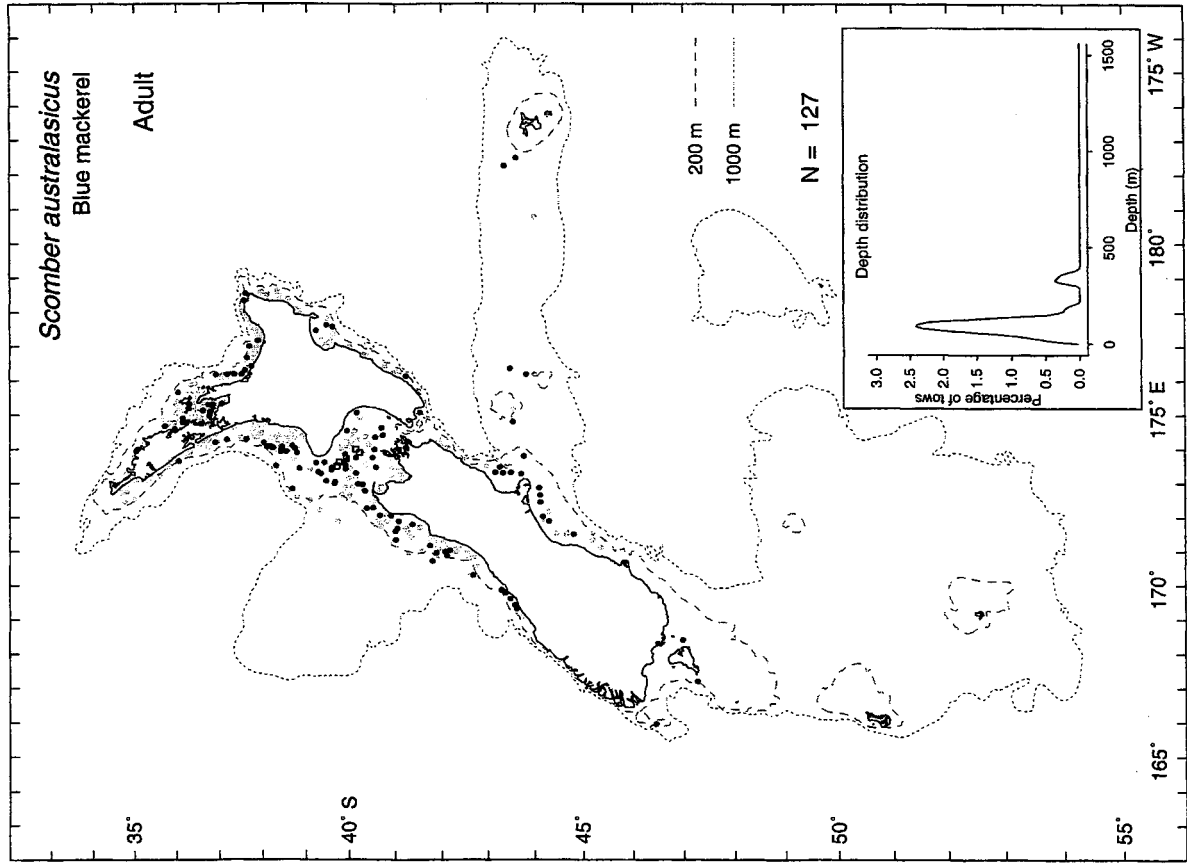 Scomber australasicus
Blue mackerel
Adult
35°
40° S
45°
50°
55°
165°
170°
175° E
180°
175° W
200 m
1000 m
N = 127
Depth distribution
Percentage of tows
3.0
2.5
2.0
1.5
1.0
0.5
0.0
0
500
1000
1500
Depth (m)